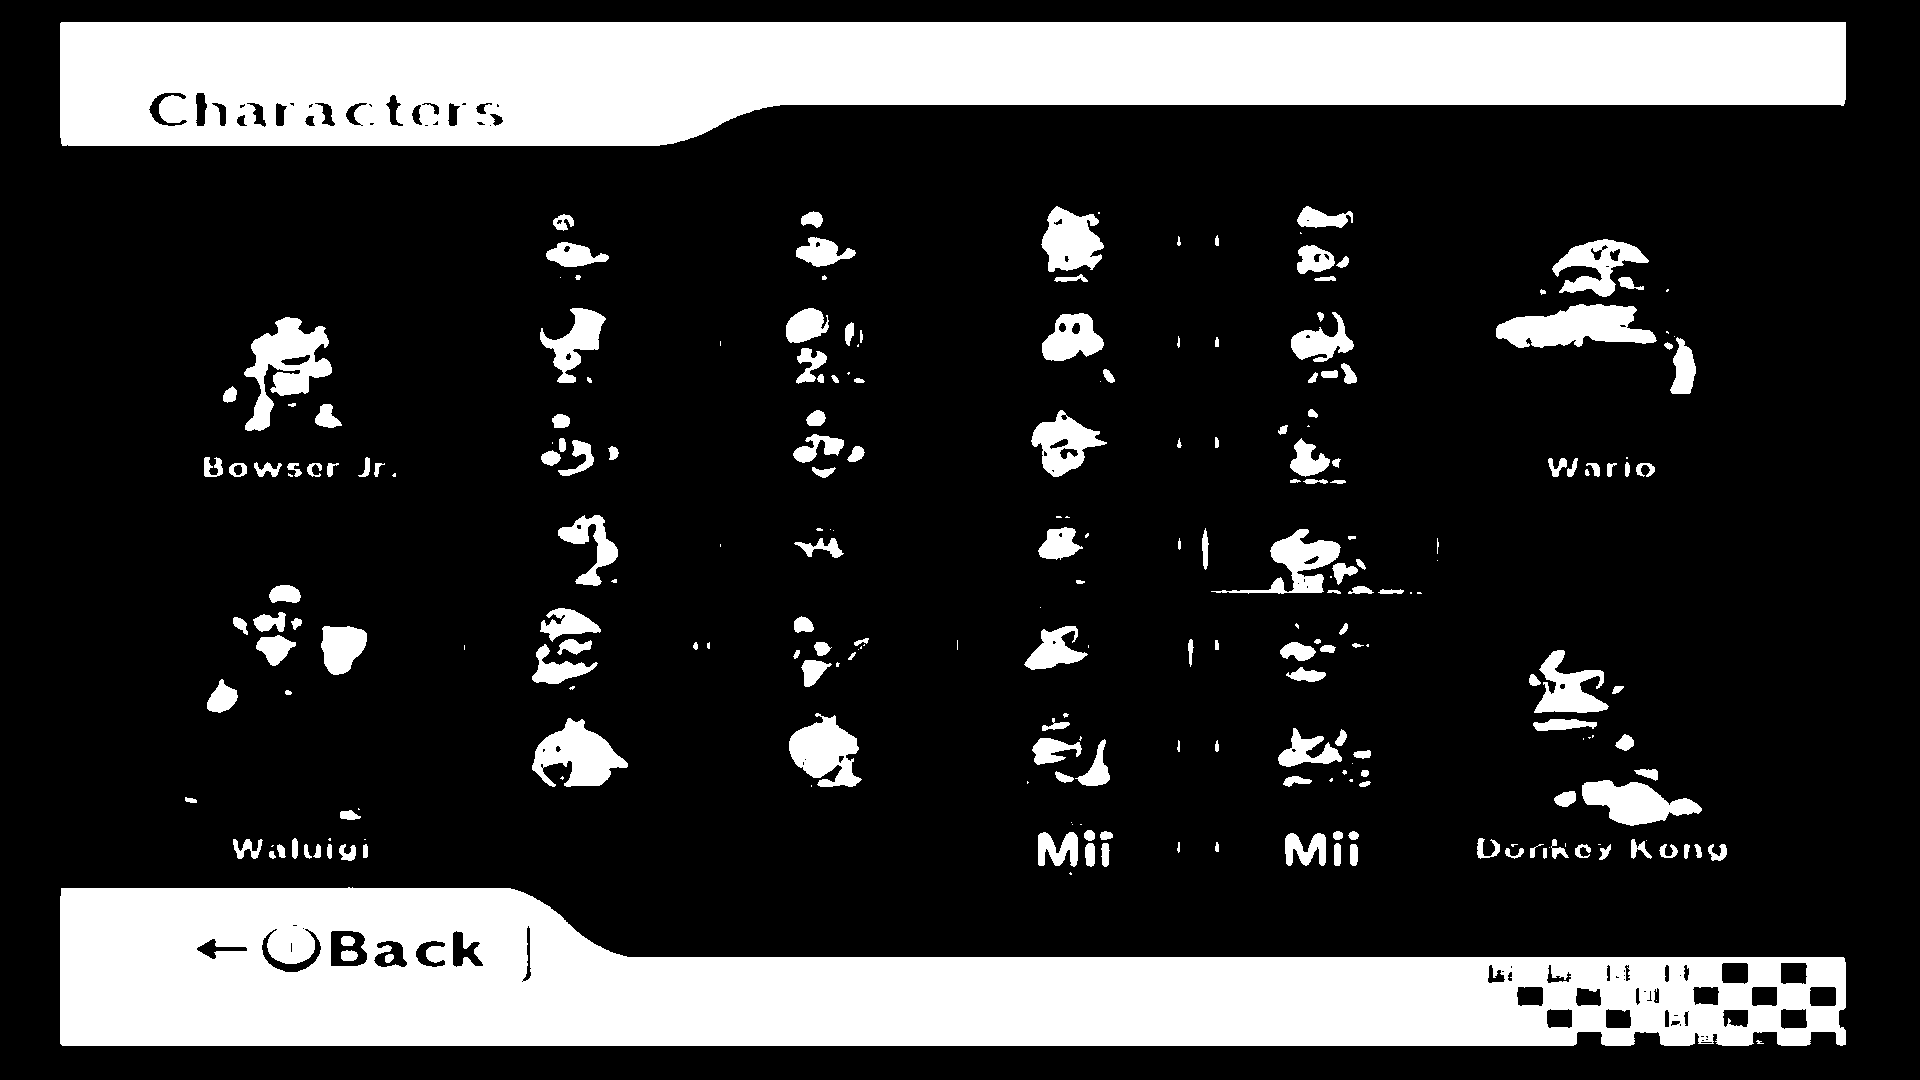 Characters
Bowser Jr.
Wario
Waluigi
Mii
Mii
Donkey Kong
Back